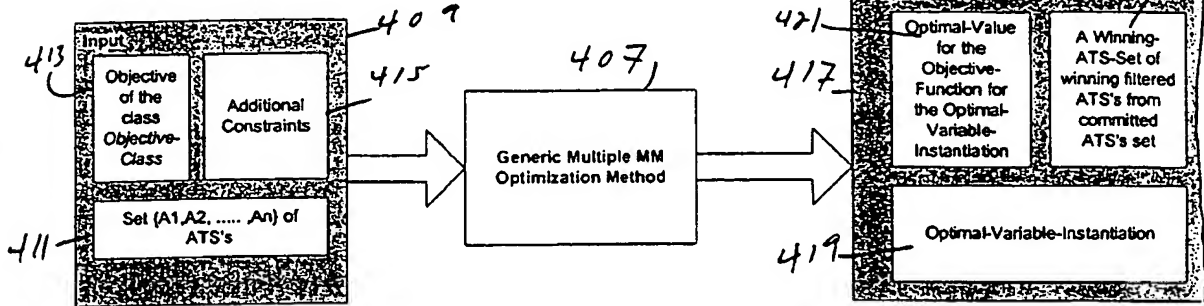 409
Input
413
Objective
of the
class
Objective-
Class
415
Additional
Constraints
Set (A1,A2, ..... ,An) of
ATS's
411
407
Generic Multiple MM
Optimization Method
421
417
Optimal-Value
for the
Objective-
Function for
the Optimal-
Variable-
Instantiation
A Winning-
ATS-Set of
winning filtered
ATS's from
committed
ATS's set
419
Optimal-Variable-Instantiation